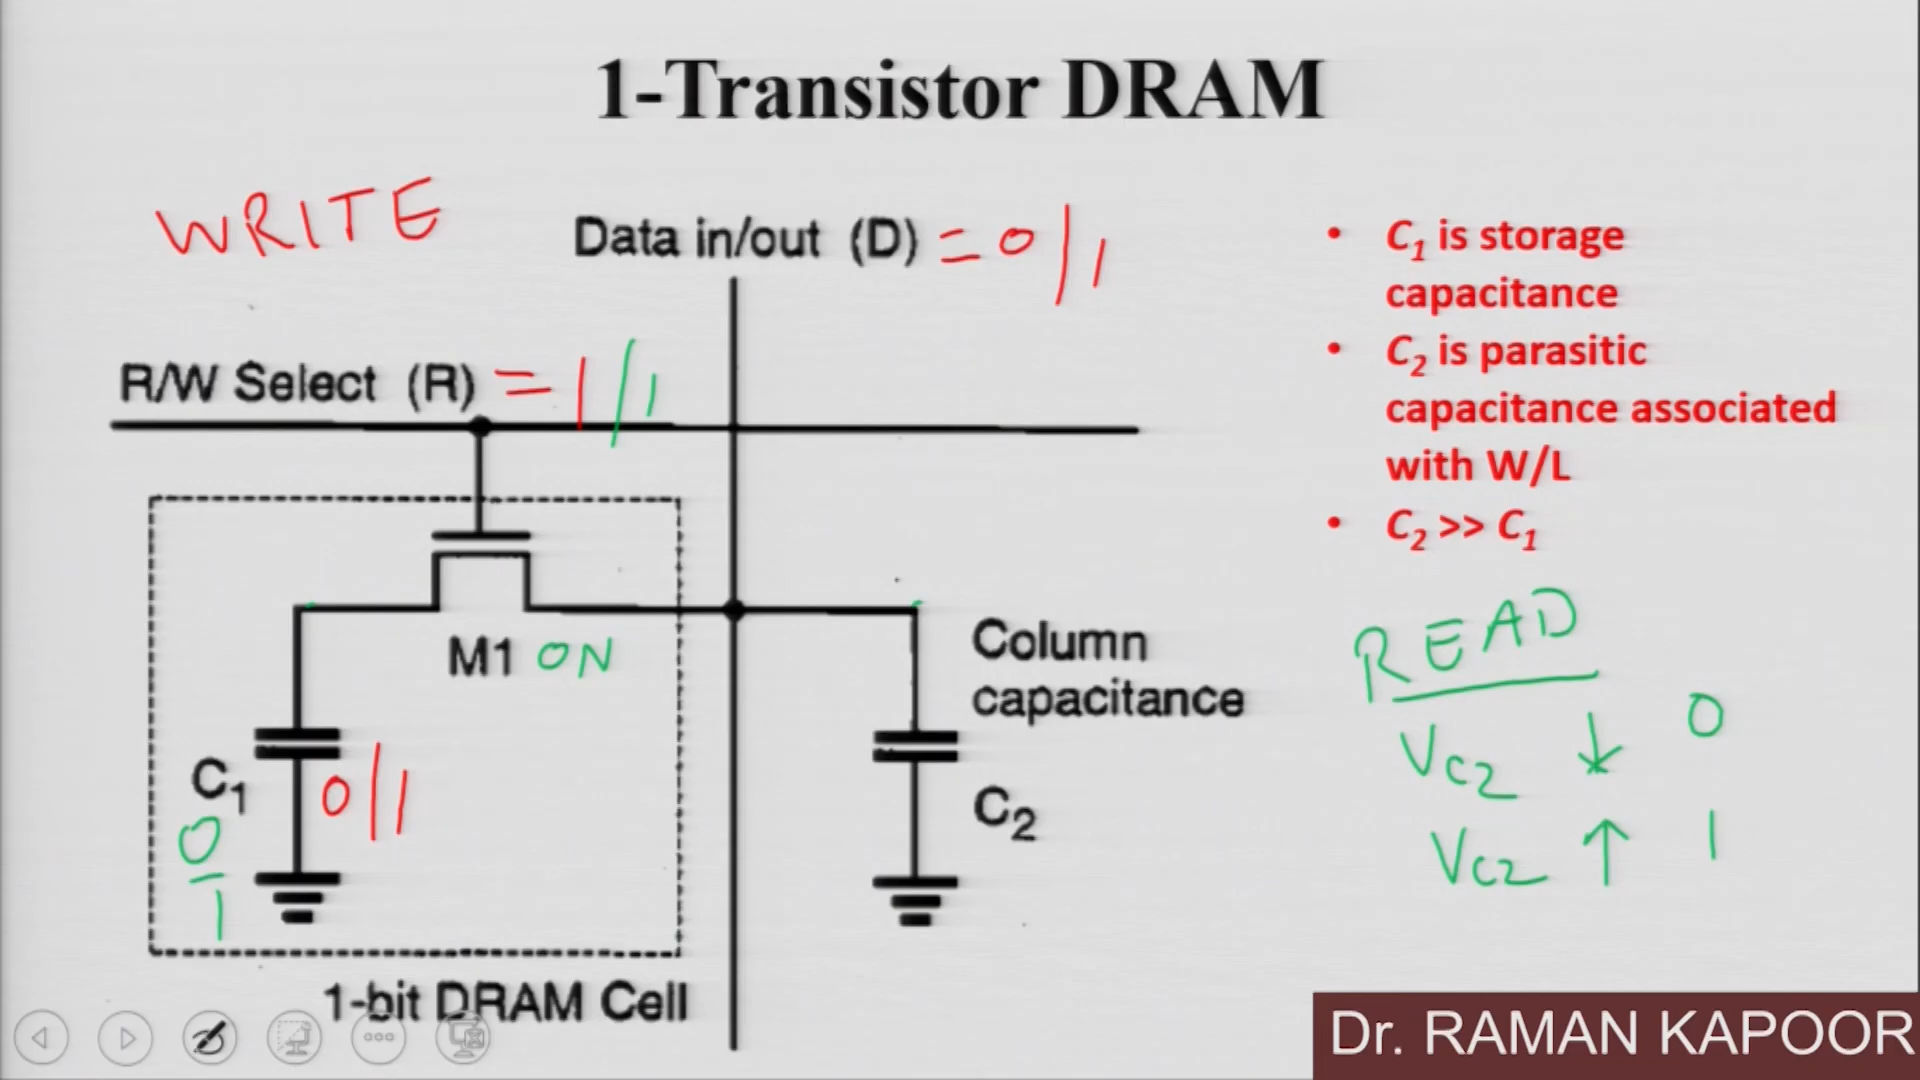 1-Transistor DRAM
WRITE
Data in/out (D) = 0/1
R/W Select (R) = 1/1
M1 ON
C1 0/1
0
1
1-bit DRAM Cell
Column
capacitance
C2
• C1 is storage
capacitance
• C2 is parasitic
capacitance associated
with W/L
• C2 >> C1
READ
VC2 ↓ 0
VC2 ↑ 1
Dr. RAMAN KAPOOR